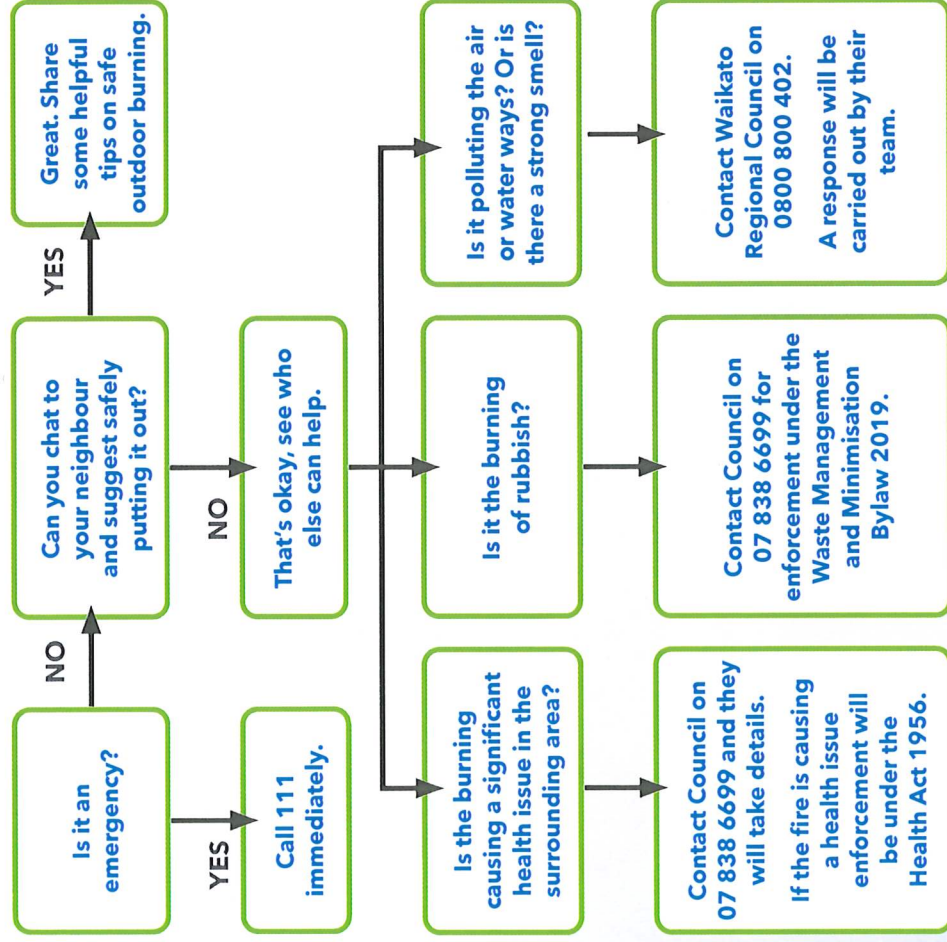 Is it an
emergency?
NO
Can you chat to
your neighbour
and suggest safely
putting it out?
YES
Great. Share
some helpful
tips on safe
outdoor burning.
YES
Call 111
immediately.
NO
That's okay, see who
else can help.
Is the burning
causing a significant
health issue in the
surrounding area?
Is it the burning
of rubbish?
Is it polluting the air
or water ways? Or is
there a strong smell?
Contact Council on
07 838 6699 and they
will take details.
If the fire is causing
a health issue
enforcement will
be under the
Health Act 1956.
Contact Council on
07 838 6699 for
enforcement under the
Waste Management
and Minimisation
Bylaw 2019.
Contact Waikato
Regional Council on
0800 800 402.
A response will be
carried out by their
team.